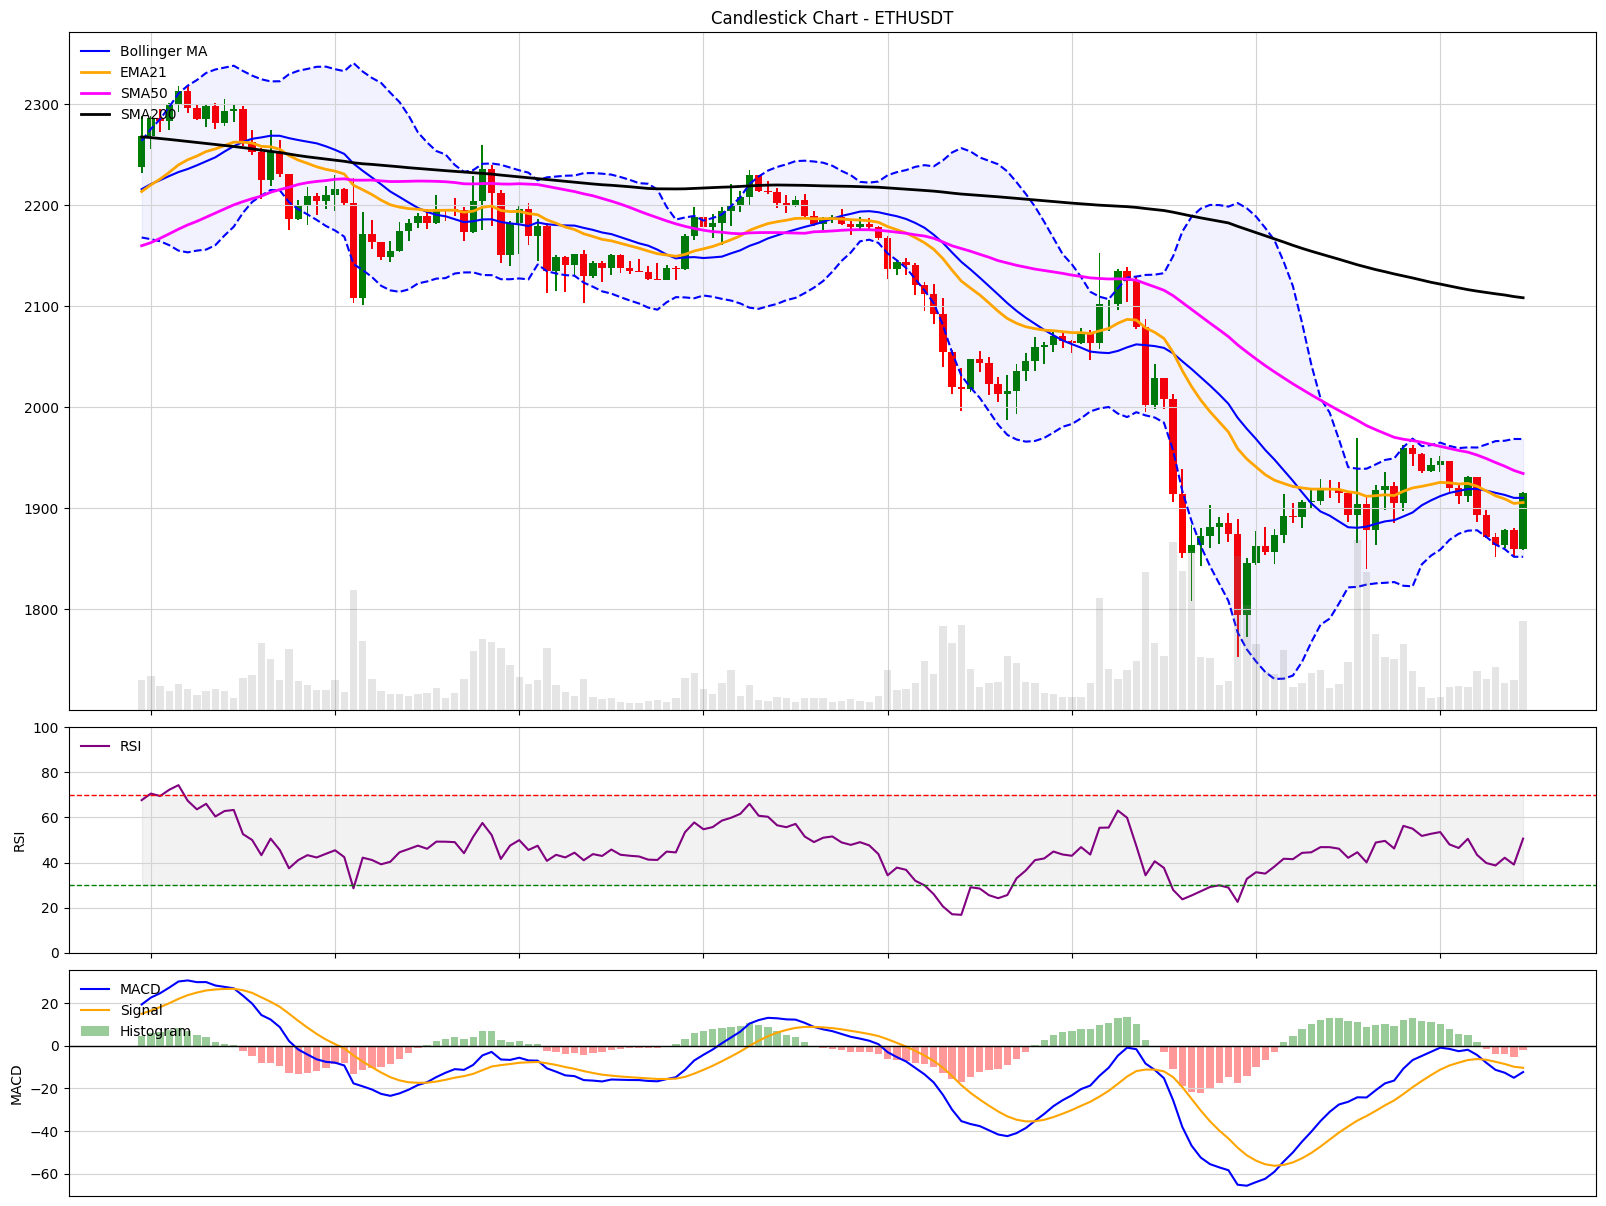 Candlestick Chart - ETHUSDT
Bollinger MA
EMA21
SMA50
SMA200
2300
2200
2100
2000
1900
1800
RSI
100
80
60
40
20
0
RSI
MACD
Signal
Histogram
20
0
−20
−40
−60
MACD